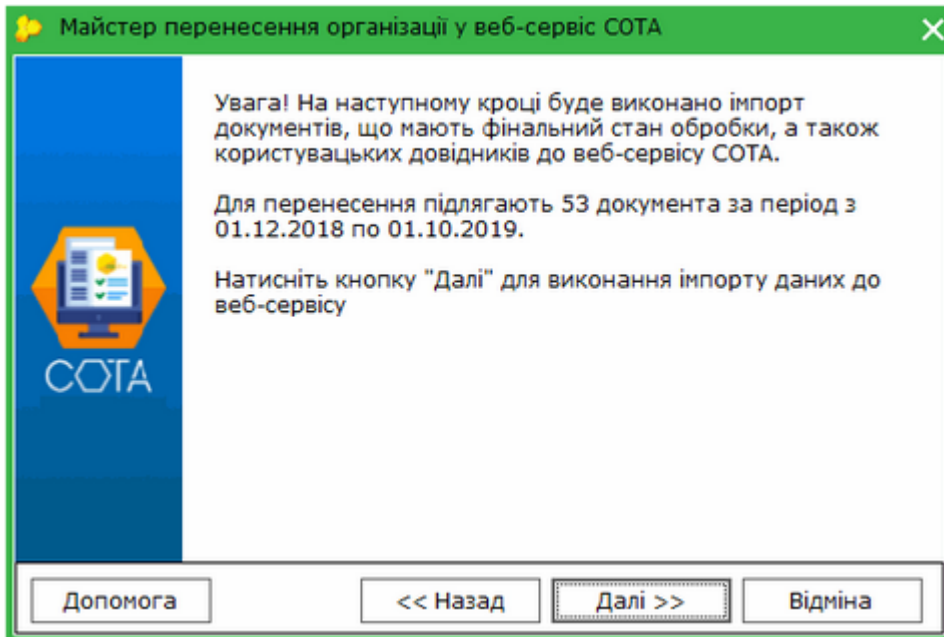 Майстер перенесення організації у веб-сервіс СОТА
Увага! На наступному кроці буде виконано імпорт
документів, що мають фінальний стан обробки, а також
користувацьких довідників до веб-сервісу СОТА.
Для перенесення підлягають 53 документа за період з
01.12.2018 по 01.10.2019.
Натисніть кнопку "Далі" для виконання імпорту даних до
веб-сервісу
СОТА
Допомога
<< Назад
Далі >>
Відміна